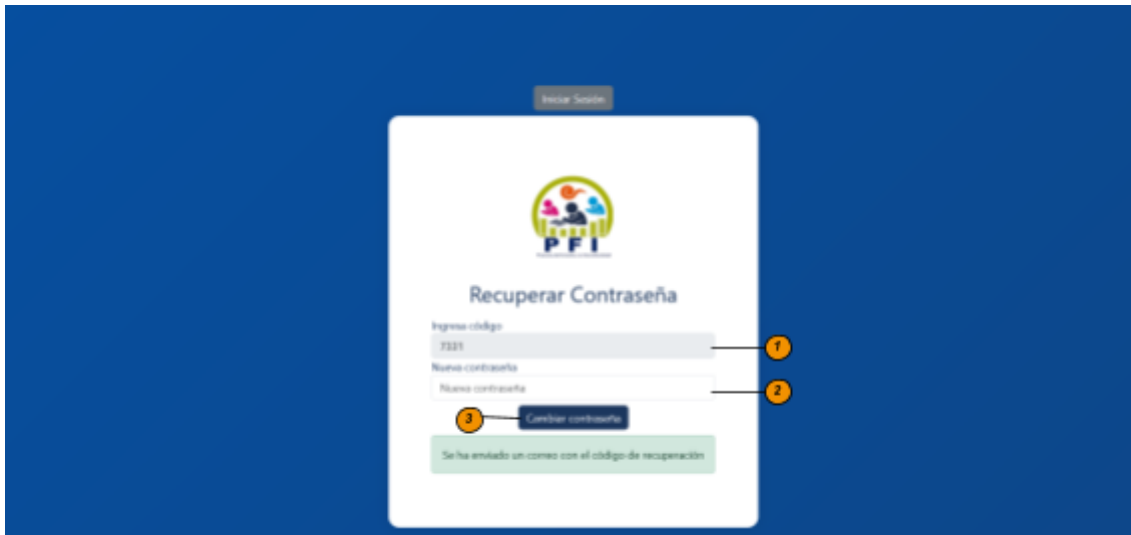 Iniciar Sesión
PFI
Recuperar Contraseña
Ingresa código
7331
1
Nueva contraseña
Nueva contraseña
2
3
Cambiar contraseña
Se ha enviado un correo con el código de recuperación